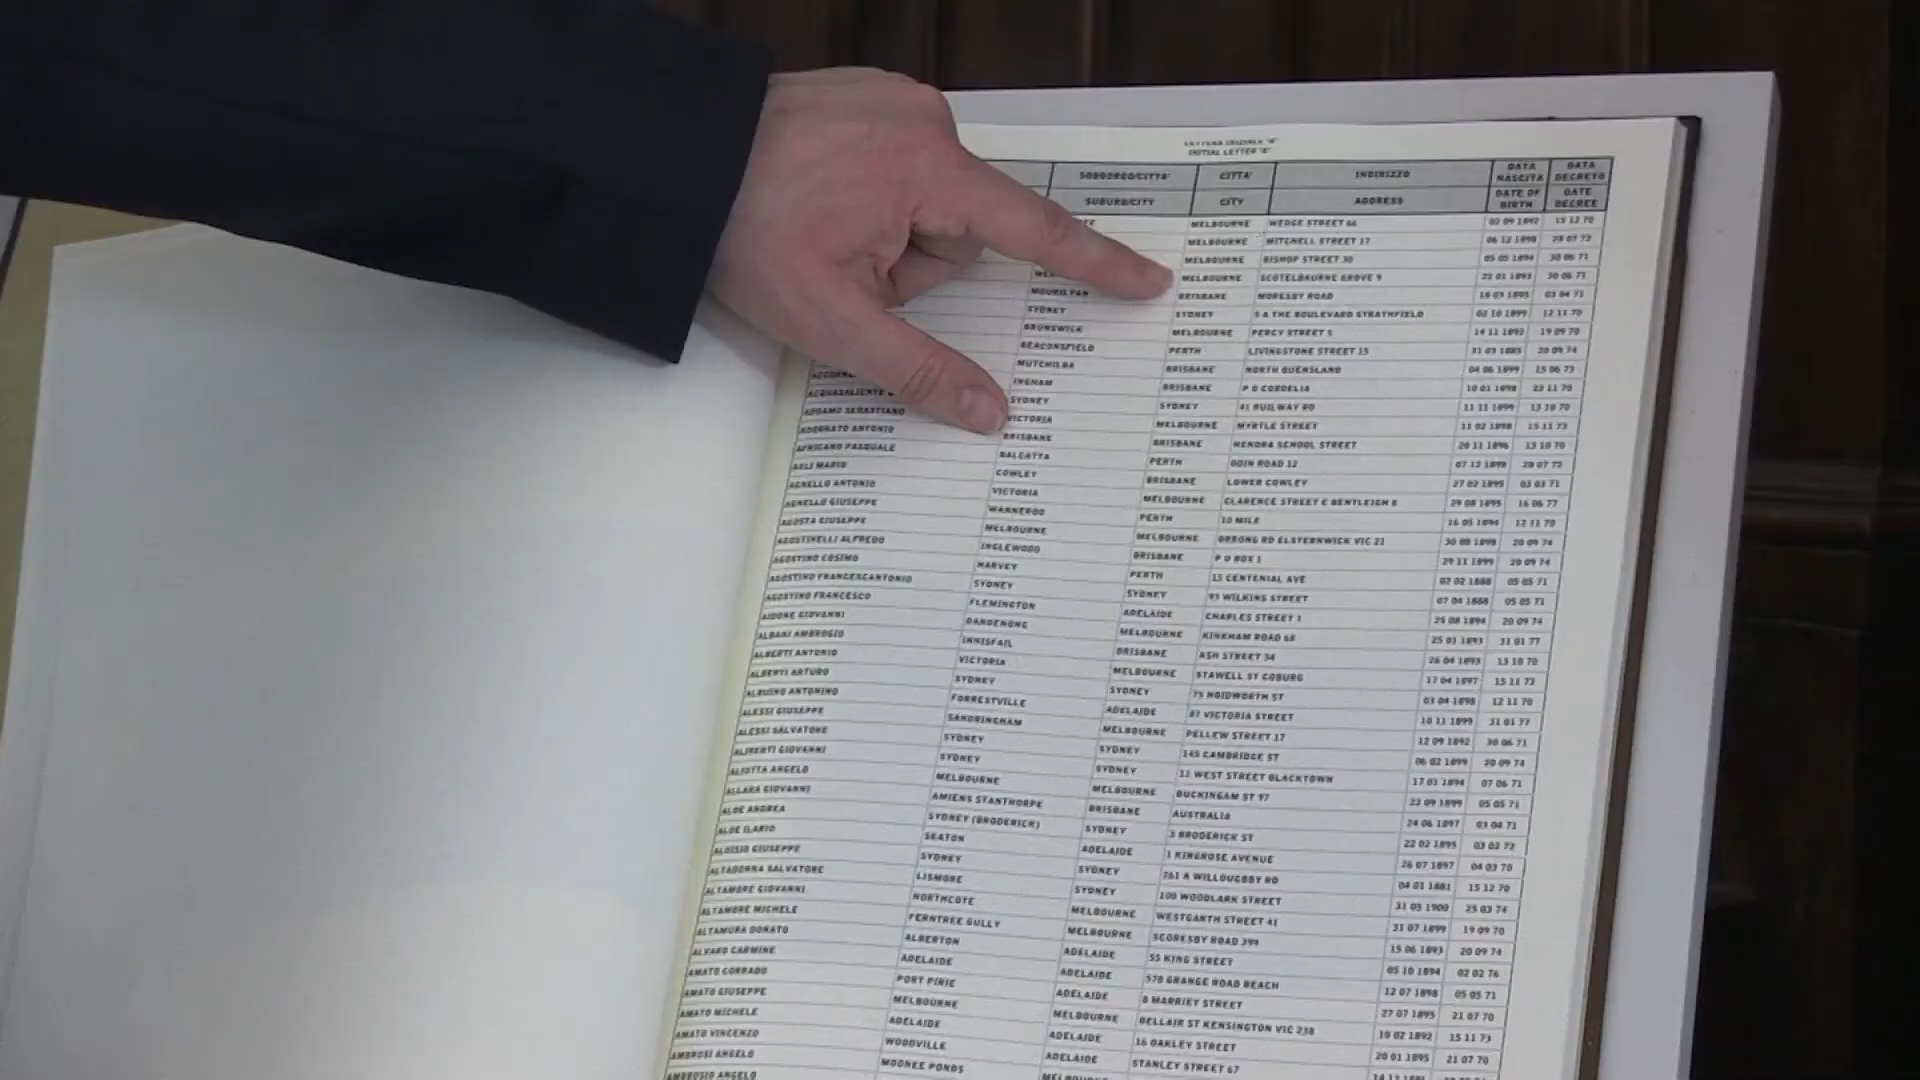 LETTERA INIZIALE "A"
INITIAL LETTER "A"
SOBBORGO/CITTA' CITTA' INDIRIZZO DATA NASCITA DATA DECRETO
SUBURB/CITY CITY ADDRESS DATE OF BIRTH DATE DECREE
MELBOURNE WEDGE STREET 66 02 09 1892 15 12 70
MELBOURNE MITCHELL STREET 17 06 12 1898 28 07 72
MELBOURNE BISHOP STREET 30 05 05 1894 30 06 71
MELBOURNE SCOTELBAURNE GROVE 9 22 01 1893 30 06 71
MOURILYAN BRISBANE MORESBY ROAD 18 03 1895 03 04 71
SYDNEY SYDNEY 5 A THE BOULEVARD STRATHFIELD 02 10 1899 12 11 70
BRUNSWICK MELBOURNE PERCY STREET 5 14 11 1892 19 09 70
BEACONSFIELD PERTH LIVINGSTONE STREET 15 31 03 1885 20 09 74
MUTCHILBA BRISBANE NORTH QUENSLAND 04 06 1899 15 06 73
ACQUASALIENTE INGHAM BRISBANE P O CORDELIA 10 01 1898 23 11 70
ADDAMO SEBASTIANO SYDNEY SYDNEY 41 RUILWAY RD 11 11 1899 13 10 70
ADORNATO ANTONIO VICTORIA MELBOURNE MYRTLE STREET 11 02 1898 15 11 73
AFRICANO PASQUALE BRISBANE BRISBANE HENDRA SCHOOL STREET 20 11 1896 13 10 70
AGLI MARIO BALCATTA PERTH ODIN ROAD 12 07 12 1898 28 07 72
AGNELLO ANTONIO COWLEY BRISBANE LOWER COWLEY 27 02 1895 03 03 71
AGNELLO GIUSEPPE VICTORIA MELBOURNE CLARENCE STREET E BENTLEIGH 8 29 08 1895 16 06 77
AGOSTA GIUSEPPE WANNEROO PERTH 10 MILE 16 05 1894 12 11 70
AGOSTINELLI ALFREDO MELBOURNE MELBOURNE ORRONG RD ELSTERNWICK VIC 21 30 08 1898 20 09 74
AGOSTINO COSIMO INGLEWOOD BRISBANE P O BOX 1 29 11 1899 20 09 74
AGOSTINO FRANCESCANTONIO HARVEY PERTH 15 CENTENIAL AVE 02 02 1888 05 05 71
AGOSTINO FRANCESCO SYDNEY SYDNEY 95 WILKINS STREET 07 04 1888 05 05 71
AIDONE GIOVANNI FLEMINGTON ADELAIDE CHARLES STREET 1 25 08 1894 20 09 74
ALBANI AMBROGIO DANDENONG MELBOURNE KINKHAM ROAD 68 25 01 1893 31 01 77
ALBERTI ANTONIO INNISFAIL BRISBANE ASH STREET 34 26 04 1893 13 10 70
ALBERTI ARTURO VICTORIA MELBOURNE STAWELL ST COBURG 17 04 1897 15 11 73
ALBUINO ANTONINO SYDNEY SYDNEY 75 HOIDWORTH ST 03 04 1898 12 11 70
ALESSI GIUSEPPE FORRESTVILLE ADELAIDE 87 VICTORIA STREET 10 11 1899 31 01 77
ALESSI SALVATORE SANDRINGHAM MELBOURNE PELLEW STREET 17 12 09 1892 30 06 71
ALIBERTI GIOVANNI SYDNEY SYDNEY 145 CAMBRIDGE ST 06 02 1899 20 09 74
ALIOTTA ANGELO SYDNEY SYDNEY 11 WEST STREET BLACKTOWN 17 01 1894 07 06 71
ALLARA GIOVANNI MELBOURNE MELBOURNE BUCKINGAM ST 97 23 09 1899 05 05 71
ALOE ANDREA AMIENS STANTHORPE BRISBANE AUSTRALIA 24 06 1897 03 04 71
ALOE ILARIO SYDNEY (BRODERICK) SYDNEY 3 BRODERICK ST 22 02 1895 03 02 72
ALOISIO GIUSEPPE SEATON ADELAIDE 1 KINGROSE AVENUE 26 07 1897 04 03 70
ALTADONNA SALVATORE SYDNEY SYDNEY 261 A WILLOUGBBY RD 04 01 1881 15 12 70
ALTAMORE GIOVANNI LISMORE SYDNEY 100 WOODLARK STREET 31 03 1900 25 03 74
ALTAMORE MICHELE NORTHCOTE MELBOURNE WESTGANTH STREET 41 31 07 1899 19 09 70
ALTAMURA DONATO FERNTREE GULLY MELBOURNE SCORESBY ROAD 399 15 06 1893 20 09 74
ALVARO CARMINE ALBERTON ADELAIDE 55 KING STREET 05 10 1894 02 02 76
AMATO CORRADO ADELAIDE ADELAIDE 578 GRANGE ROAD BEACH 12 07 1898 05 05 71
AMATO GIUSEPPE PORT PIRIE ADELAIDE 8 MARRIET STREET 27 07 1895 21 07 70
AMATO MICHELE MELBOURNE MELBOURNE BELLAIR ST KENSINGTON VIC 238 10 02 1892 15 11 73
AMATO VINCENZO ADELAIDE ADELAIDE 16 OAKLEY STREET 20 01 1895 21 07 70
AMBROSI ANGELO WOODVILLE ADELAIDE STANLEY STREET 67
AMBROSIO ANGELO MOONEE PONDS MELBOURNE